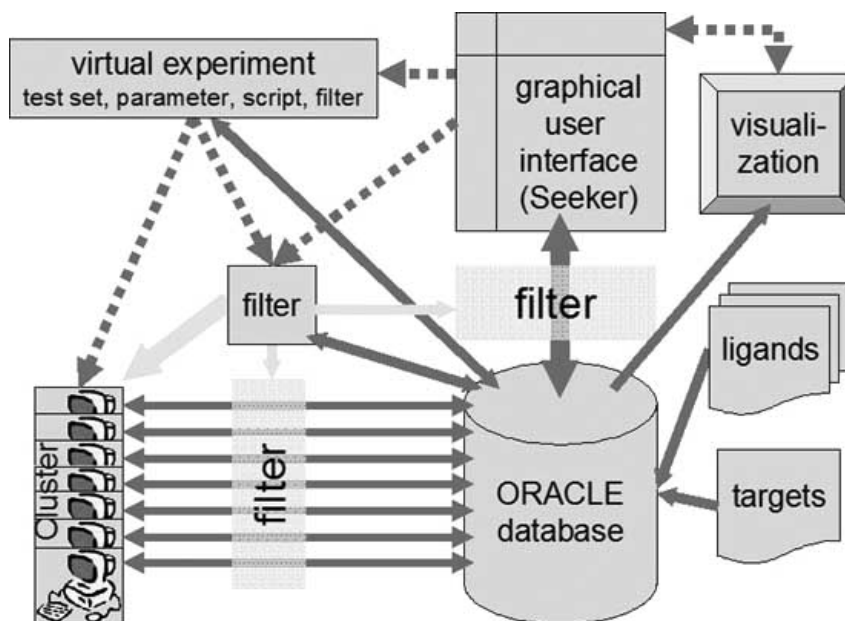 virtual experiment
test set, parameter, script, filter
graphical
user
interface
(Seeker)
visuali-
zation
filter
filter
ligands
Cluster
filter
ORACLE
database
targets